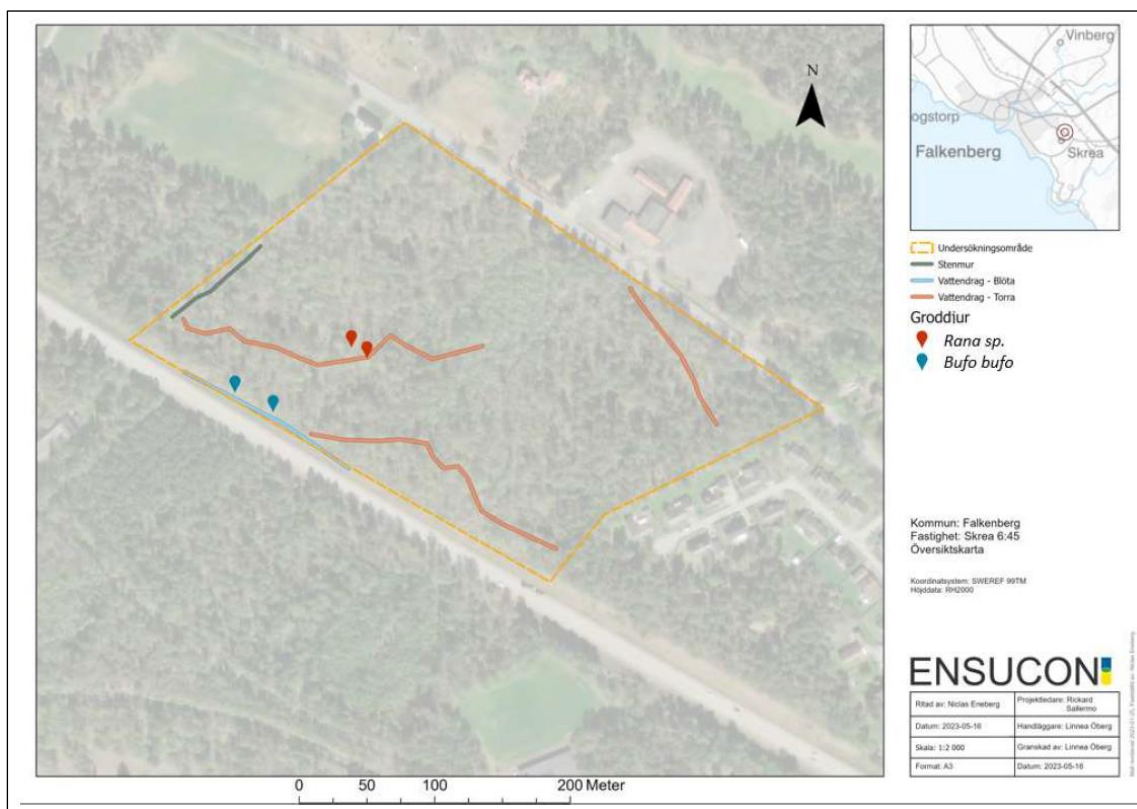 N
Vinberg
ogstorp
Falkenberg
Skrea
Undersökningsområde
Stenmur
Vattendrag - Blöta
Vattendrag - Torra
Groddjur
Rana sp.
Bufo bufo
Kommun: Falkenberg
Fastighet: Skrea 6:45
Översiktskarta
Koordinatsystem: SWEREF 99TM
Höjddata: RH2000
ENSUCON
Ritad av: Niclas Eneberg
Projektledare: Rickard
Sallermo
Datum: 2023-05-16
Handläggare: Linnea Öberg
Skala: 1:2 000
Granskad av: Linnea Öberg
Format: A3
Datum: 2023-05-16
0 50 100 200 Meter